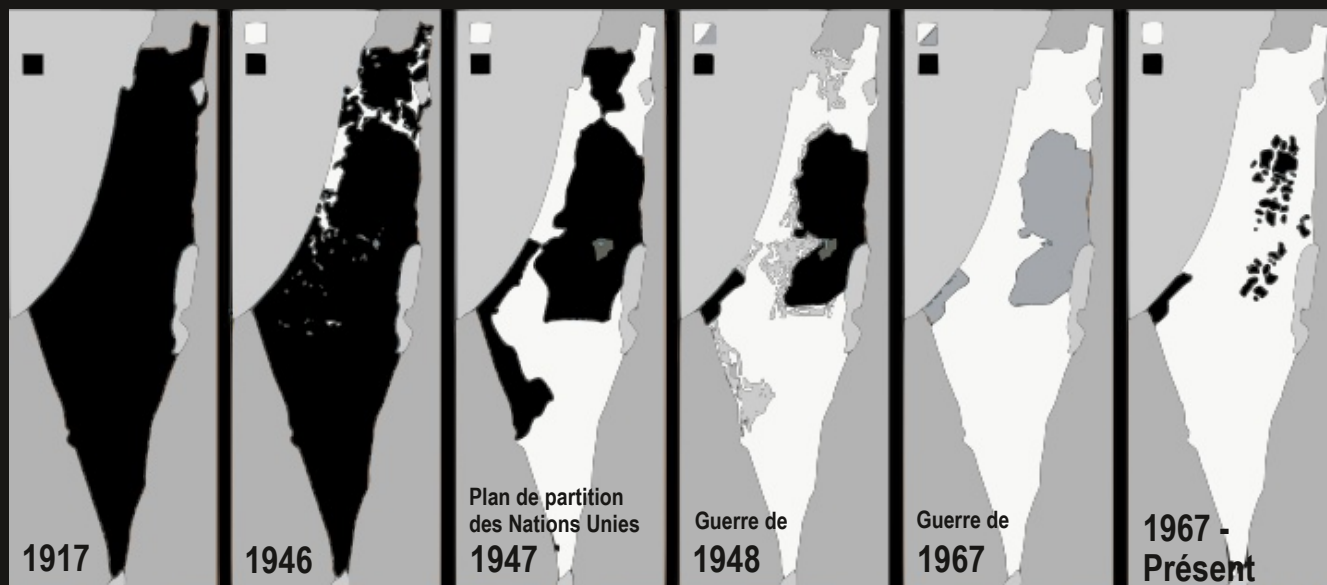 1917
1946
Plan de partition
des Nations Unies
1947
Guerre de
1948
Guerre de
1967
1967 -
Présent